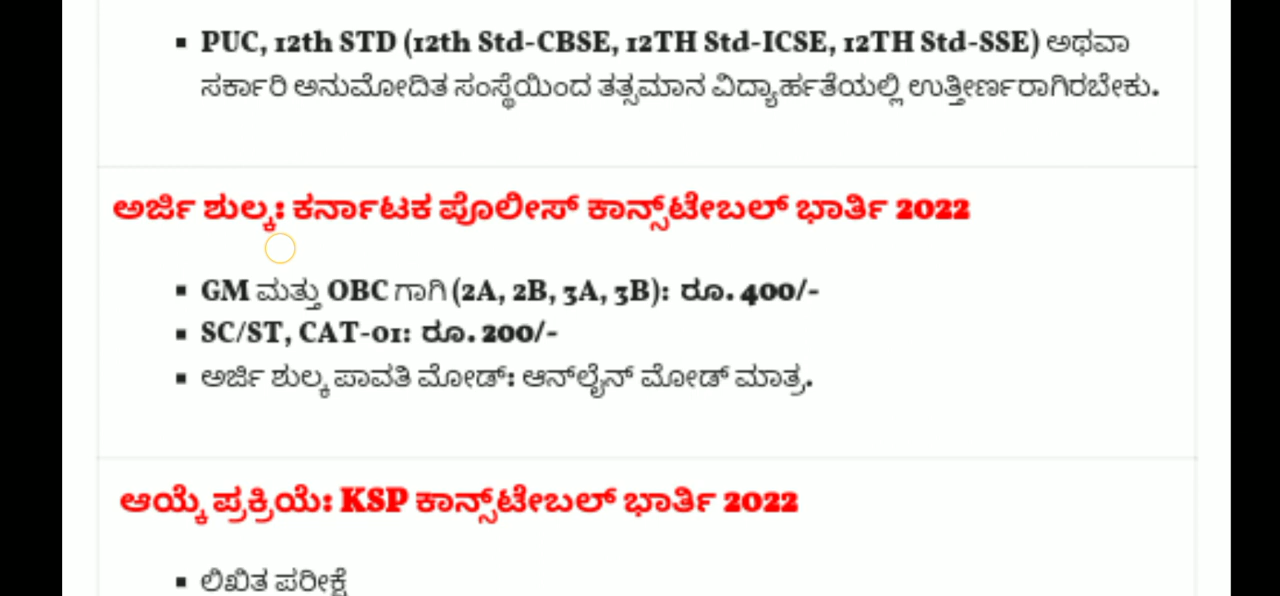 ▪ PUC, 12th STD (12th Std-CBSE, 12TH Std-ICSE, 12TH Std-SSE) ಅಥವಾ
ಸರ್ಕಾರಿ ಅನುಮೋದಿತ ಸಂಸ್ಥೆಯಿಂದ ತತ್ಸಮಾನ ವಿದ್ಯಾರ್ಹತೆಯಲ್ಲಿ ಉತ್ತೀರ್ಣರಾಗಿರಬೇಕು.
ಅರ್ಜಿ ಶುಲ್ಕ: ಕರ್ನಾಟಕ ಪೊಲೀಸ್ ಕಾನ್ಸ್‌ಟೇಬಲ್ ಭಾರ್ತಿ 2022
▪ GM ಮತ್ತು OBC ಗಾಗಿ (2A, 2B, 3A, 3B): ರೂ. 400/-
▪ SC/ST, CAT-01: ರೂ. 200/-
▪ ಅರ್ಜಿ ಶುಲ್ಕ ಪಾವತಿ ಮೋಡ್: ಆನ್‌ಲೈನ್ ಮೋಡ್ ಮಾತ್ರ.
ಆಯ್ಕೆ ಪ್ರಕ್ರಿಯೆ: KSP ಕಾನ್ಸ್‌ಟೇಬಲ್ ಭಾರ್ತಿ 2022
▪ ಲಿಖಿತ ಪರೀಕ್ಷೆ